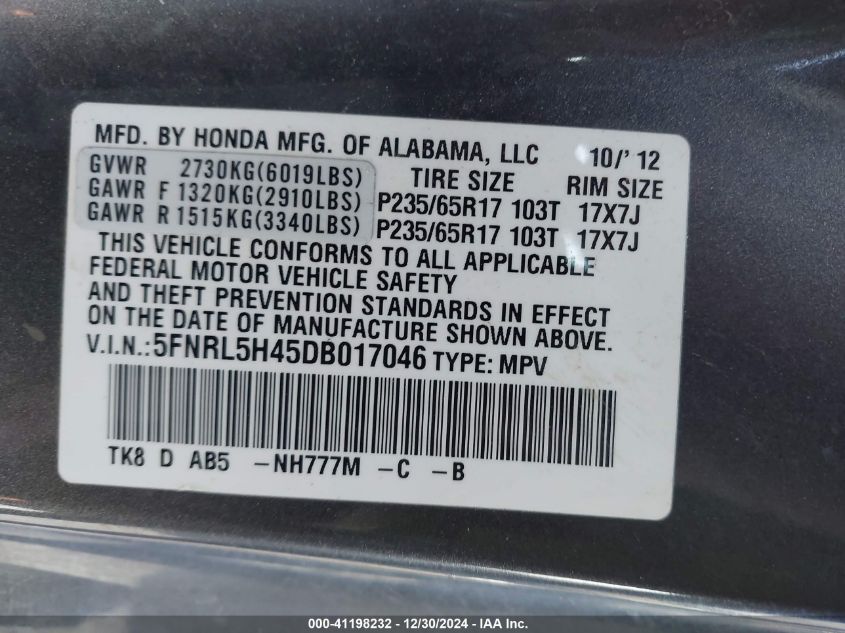 MFD. BY HONDA MFG. OF ALABAMA, LLC 10/'12
GVWR 2730KG(6019LBS) TIRE SIZE RIM SIZE
GAWR F 1320KG(2910LBS) P235/65R17 103T 17X7J
GAWR R 1515KG(3340LBS) P235/65R17 103T 17X7J
THIS VEHICLE CONFORMS TO ALL APPLICABLE
FEDERAL MOTOR VEHICLE SAFETY
AND THEFT PREVENTION STANDARDS IN EFFECT
ON THE DATE OF MANUFACTURE SHOWN ABOVE.
V.I.N.:5FNRL5H45DB017046 TYPE: MPV
TK8 D AB5 -NH777M -C -B
000-41198232 - 12/30/2024 - IAA Inc.